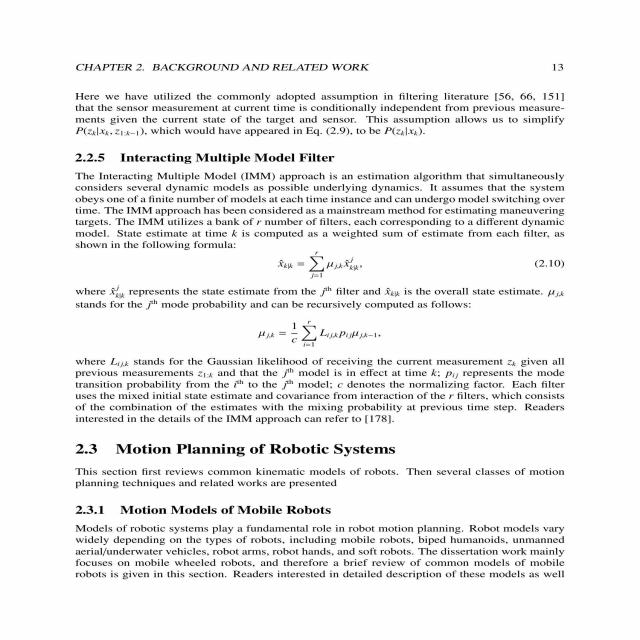 CHAPTER 2. BACKGROUND AND RELATED WORK 13
Here we have utilized the commonly adopted assumption in filtering literature [56, 66, 151]
that the sensor measurement at current time is conditionally independent from previous measure-
ments given the current state of the target and sensor. This assumption allows us to simplify
P(zₖ|xₖ, z₁:ₖ₋₁), which would have appeared in Eq. (2.9), to be P(zₖ|xₖ).
2.2.5 Interacting Multiple Model Filter
The Interacting Multiple Model (IMM) approach is an estimation algorithm that simultaneously
considers several dynamic models as possible underlying dynamics. It assumes that the system
obeys one of a finite number of models at each time instance and can undergo model switching over
time. The IMM approach has been considered as a mainstream method for estimating maneuvering
targets. The IMM utilizes a bank of r number of filters, each corresponding to a different dynamic
model. State estimate at time k is computed as a weighted sum of estimate from each filter, as
shown in the following formula:
x̂_{k|k} = \sum_{j=1}^{r} μ_{j,k} x̂^j_{k|k}, (2.10)
where x̂^j_{k|k} represents the state estimate from the j^th filter and x̂_{k|k} is the overall state estimate. μ_{j,k}
stands for the j^th mode probability and can be recursively computed as follows:
μ_{j,k} = \frac{1}{c} \sum_{i=1}^{r} L_{ij,k} p_{ij} μ_{j,k−1},
where L_{ij,k} stands for the Gaussian likelihood of receiving the current measurement z_k given all
previous measurements z_{1:k} and that the j^th model is in effect at time k; p_{ij} represents the mode
transition probability from the i^th to the j^th model; c denotes the normalizing factor. Each filter
uses the mixed initial state estimate and covariance from interaction of the r filters, which consists
of the combination of the estimates with the mixing probability at previous time step. Readers
interested in the details of the IMM approach can refer to [178].
2.3 Motion Planning of Robotic Systems
This section first reviews common kinematic models of robots. Then several classes of motion
planning techniques and related works are presented
2.3.1 Motion Models of Mobile Robots
Models of robotic systems play a fundamental role in robot motion planning. Robot models vary
widely depending on the types of robots, including mobile robots, biped humanoids, unmanned
aerial/underwater vehicles, robot arms, robot hands, and soft robots. The dissertation work mainly
focuses on mobile wheeled robots, and therefore a brief review of common models of mobile
robots is given in this section. Readers interested in detailed description of these models as well